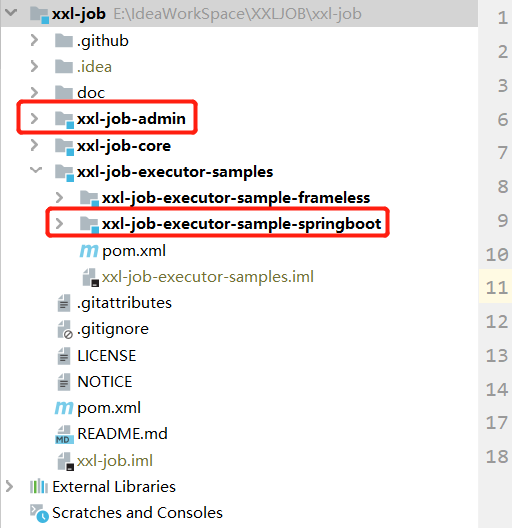 xxl-job E:\IdeaWorkSpace\XXLJOB\xxl-job
.github
.idea
doc
xxl-job-admin
xxl-job-core
xxl-job-executor-samples
xxl-job-executor-sample-frameless
xxl-job-executor-sample-springboot
m pom.xml
xxl-job-executor-samples.iml
.gitattributes
.gitignore
LICENSE
NOTICE
m pom.xml
MD README.md
xxl-job.iml
External Libraries
Scratches and Consoles
1
2
3
6
7
8
9
10
11
12
13
14
17
18